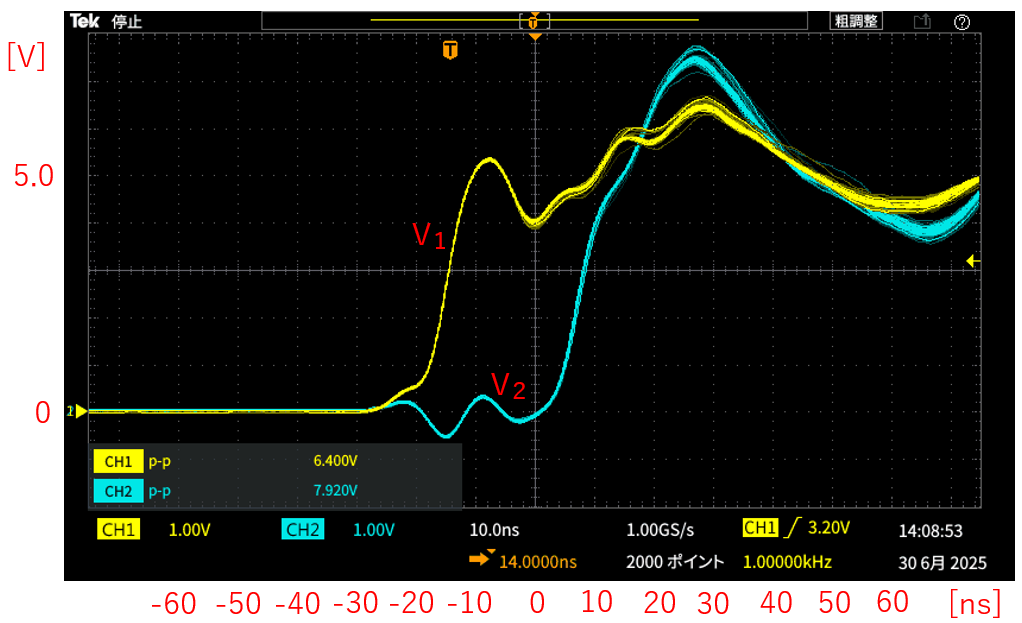 Tek 停止
粗調整
?
[V]
T
T
5.0
V1
V2
0
1
CH1 p-p 6.400V
CH2 p-p 7.920V
CH1 1.00V CH2 1.00V 10.0ns 1.00GS/s CH1 3.20V 14:08:53
14.0000ns 2000 ポイント 1.00000kHz 30 6月 2025
-60 -50 -40 -30 -20 -10 0 10 20 30 40 50 60 [ns]